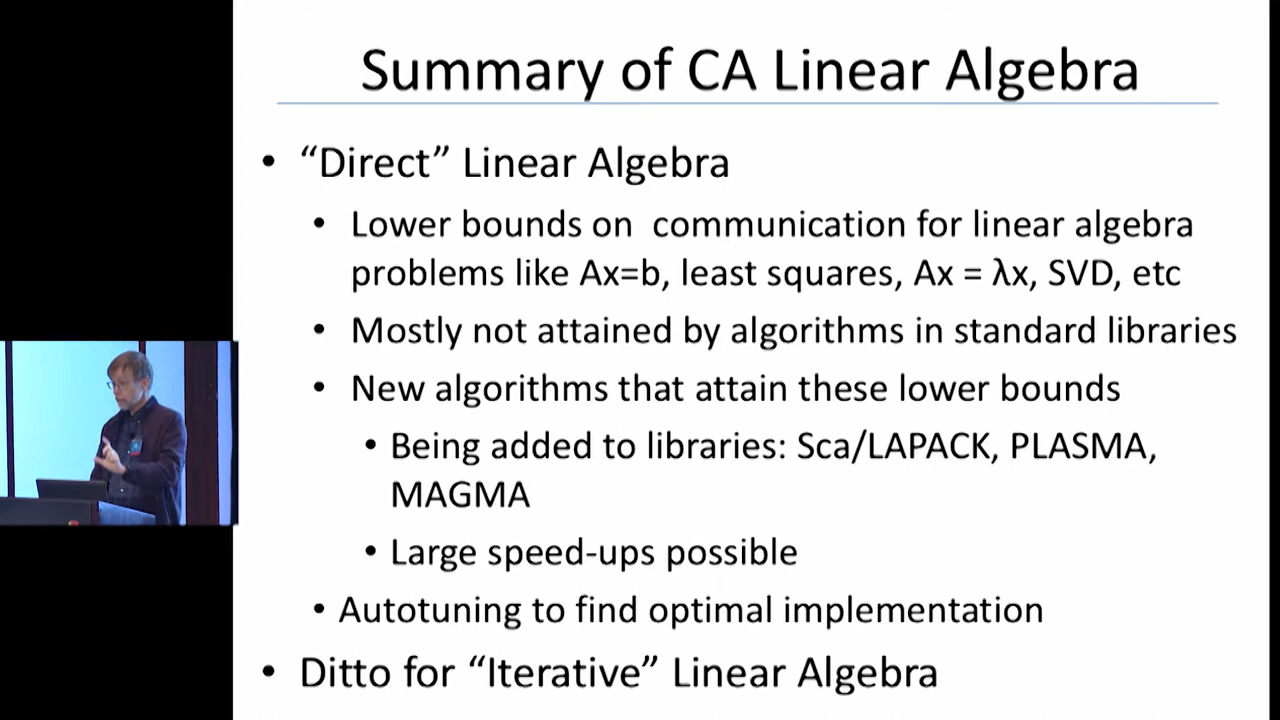 Summary of CA Linear Algebra
• “Direct” Linear Algebra
• Lower bounds on communication for linear algebra
problems like Ax=b, least squares, Ax = λx, SVD, etc
• Mostly not attained by algorithms in standard libraries
• New algorithms that attain these lower bounds
• Being added to libraries: Sca/LAPACK, PLASMA,
MAGMA
• Large speed-ups possible
• Autotuning to find optimal implementation
• Ditto for “Iterative” Linear Algebra